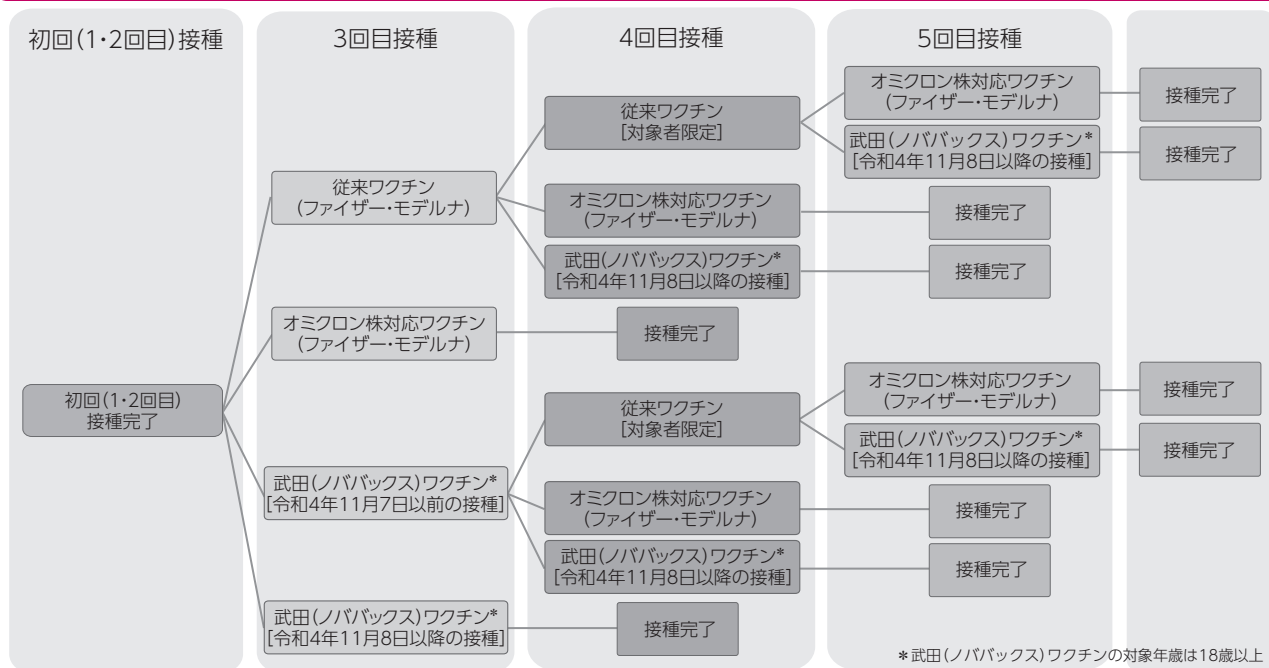 初回(1・2回目)接種
3回目接種
4回目接種
5回目接種
初回(1・2回目)
接種完了
従来ワクチン
(ファイザー・モデルナ)
オミクロン株対応ワクチン
(ファイザー・モデルナ)
接種完了
武田(ノババックス)ワクチン*
[令和4年11月7日以前の接種]
武田(ノババックス)ワクチン*
[令和4年11月8日以降の接種]
接種完了
従来ワクチン
[対象者限定]
オミクロン株対応ワクチン
(ファイザー・モデルナ)
接種完了
武田(ノババックス)ワクチン*
[令和4年11月8日以降の接種]
接種完了
オミクロン株対応ワクチン
(ファイザー・モデルナ)
接種完了
武田(ノババックス)ワクチン*
[令和4年11月8日以降の接種]
接種完了
従来ワクチン
[対象者限定]
オミクロン株対応ワクチン
(ファイザー・モデルナ)
接種完了
武田(ノババックス)ワクチン*
[令和4年11月8日以降の接種]
接種完了
オミクロン株対応ワクチン
(ファイザー・モデルナ)
接種完了
武田(ノババックス)ワクチン*
[令和4年11月8日以降の接種]
接種完了
*武田(ノババックス)ワクチンの対象年歳は18歳以上